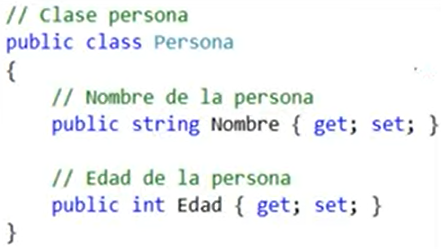 // Clase persona
public class Persona
{
// Nombre de la persona
public string Nombre { get; set; }
// Edad de la persona
public int Edad { get; set; }
}